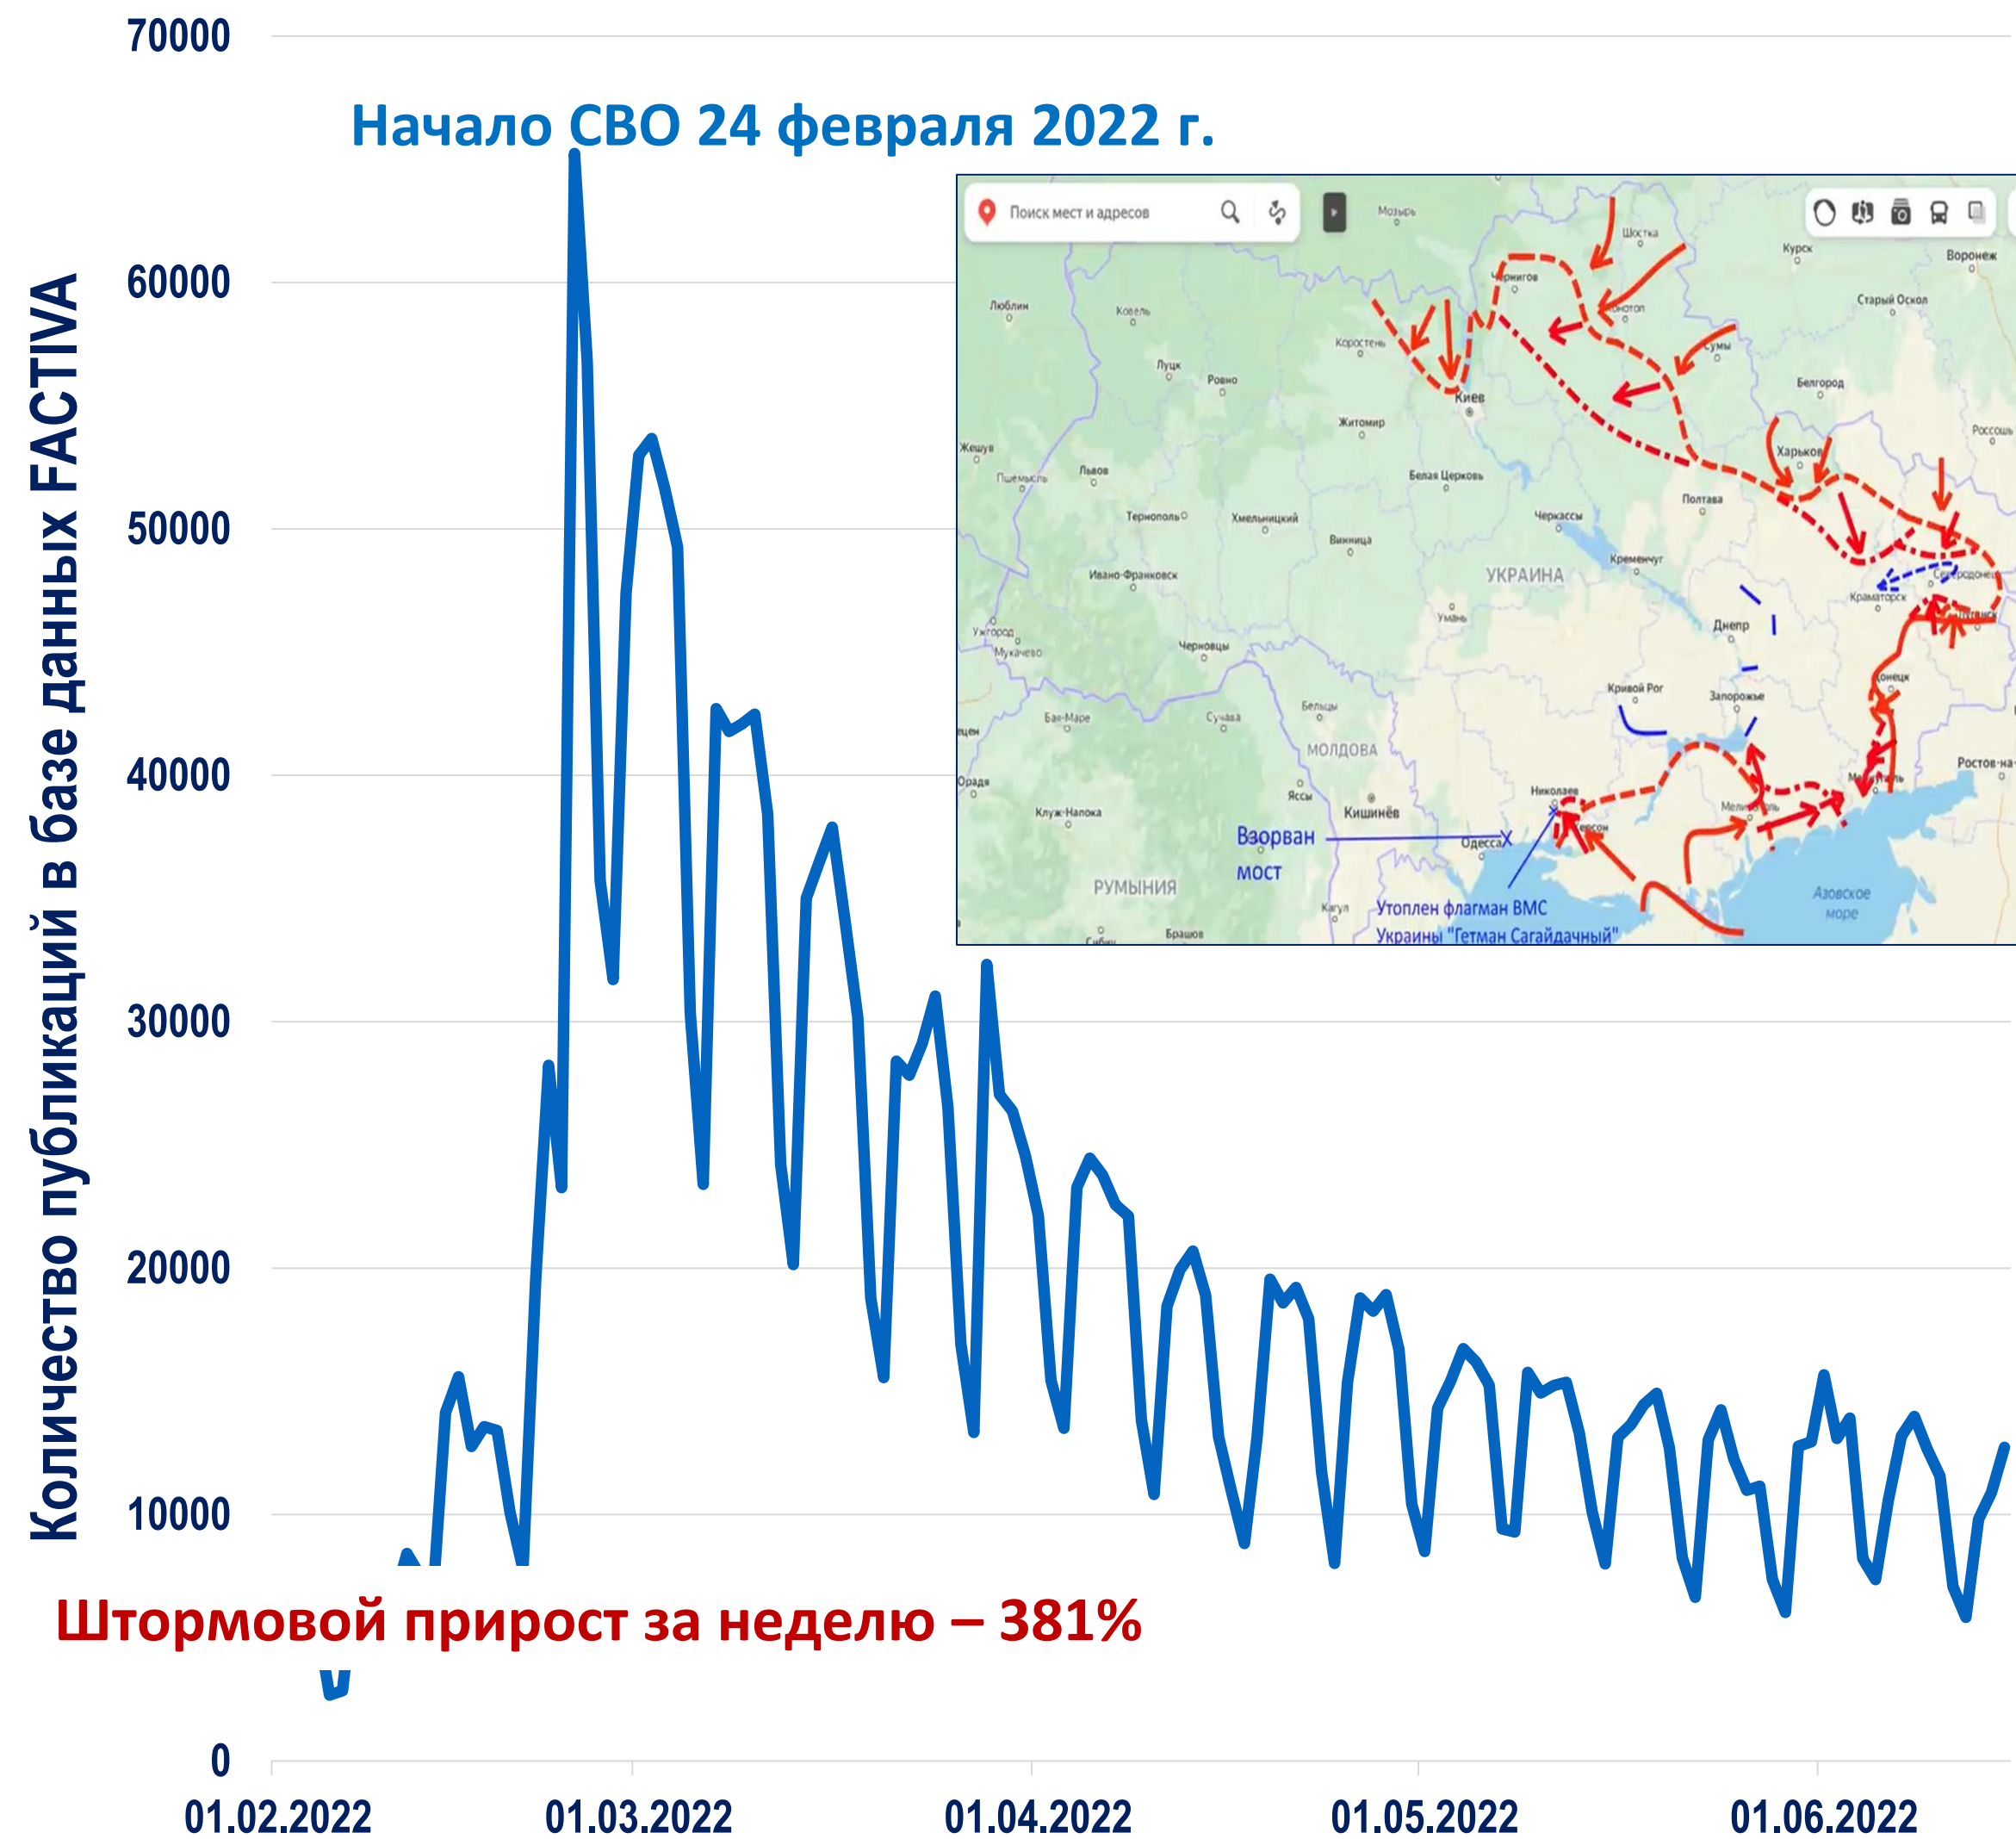 Количество публикаций в базе данных FACTIVA
70000
60000
50000
40000
30000
20000
10000
0
Начало СВО 24 февраля 2022 г.
Поиск мест и адресов
Мозырь
Шостка
Курск
Воронеж
Чернигов
Люблин
Ковель
Старый Оскол
Коростень
Сумы
Луцк
Ровно
Белгород
Киев
Житомир
Россошь
Жешув
Харьков
Львов
Пшемысль
Белая Церковь
Полтава
Тернополь
Хмельницкий
Черкассы
Винница
Кременчуг
Ивано-Франковск
УКРАИНА
Краматорск
Умань
Днепр
Ужгород
Мукачево
Черновцы
Кривой Рог
Запорожье
Бельцы
Бая-Маре
Сучава
МОЛДОВА
Орадя
Яссы
Николаев
Ростов-на-
Клуж-Напока
Кишинёв
Взорван
мост
Одесса
РУМЫНИЯ
Азовское
море
Кагул
Утоплен флагман ВМС
Украины "Гетман Сагайдачный"
Брашов
Штормовой прирост за неделю – 381%
01.02.2022
01.03.2022
01.04.2022
01.05.2022
01.06.2022